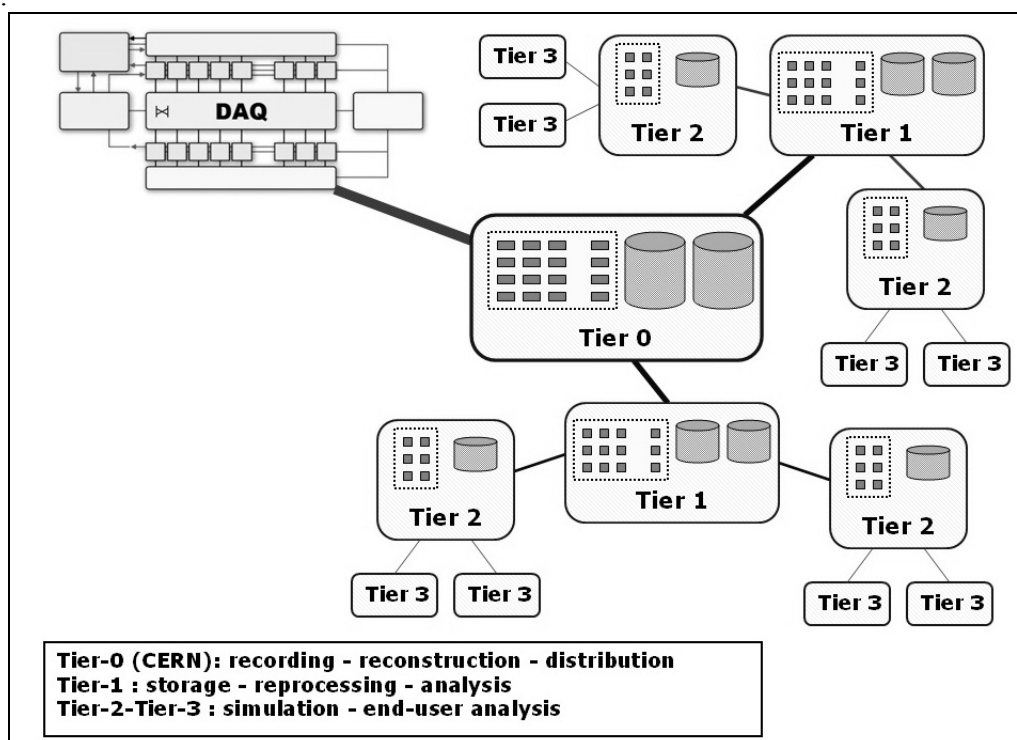 .
Tier 3
Tier 3
Tier 2
Tier 1
DAQ
Tier 2
Tier 3
Tier 3
Tier 0
Tier 2
Tier 3
Tier 3
Tier 1
Tier 2
Tier 3
Tier 3
Tier-0 (CERN): recording - reconstruction - distribution
Tier-1 : storage - reprocessing - analysis
Tier-2-Tier-3 : simulation - end-user analysis